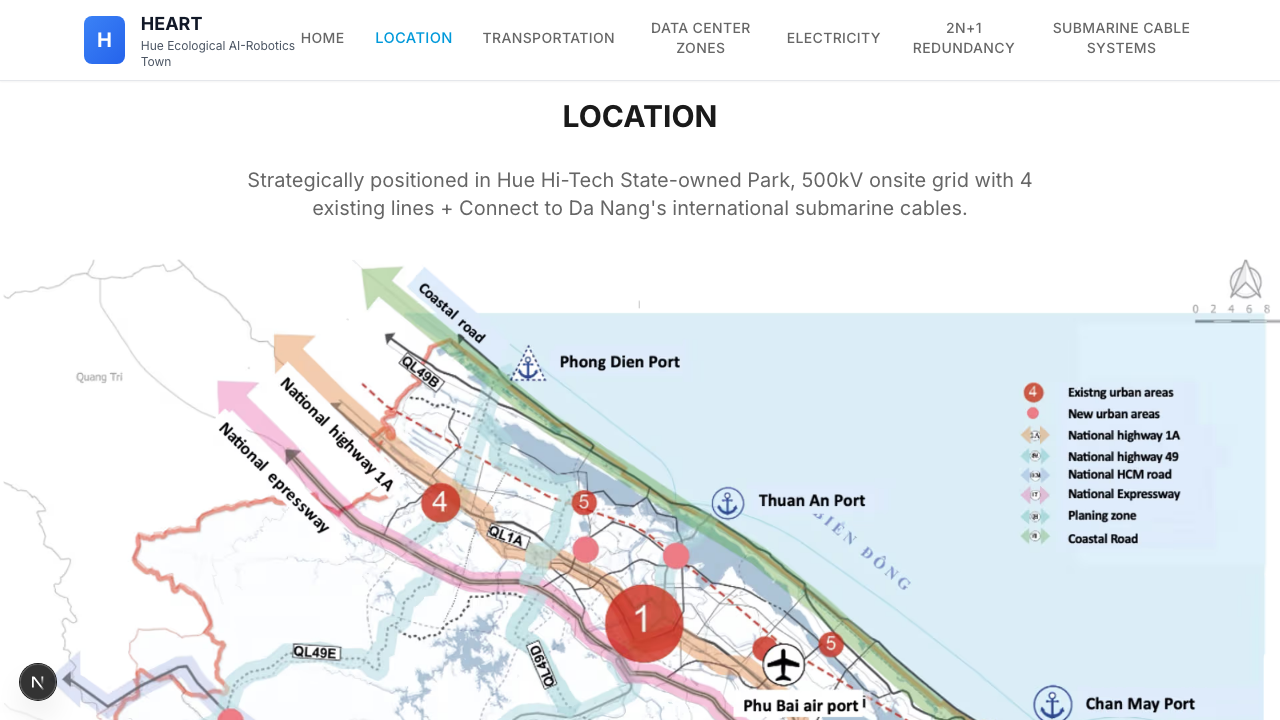 H
HEART
Hue Ecological AI-Robotics
Town
HOME
LOCATION
TRANSPORTATION
DATA CENTER
ZONES
ELECTRICITY
2N+1
REDUNDANCY
SUBMARINE CABLE
SYSTEMS
LOCATION
Strategically positioned in Hue Hi-Tech State-owned Park, 500kV onsite grid with 4
existing lines + Connect to Da Nang's international submarine cables.
Coastal road
0 2 4 6 8
QL49B
Phong Dien Port
Quang Tri
National highway 1A
National epressway
4 Existng urban areas
New urban areas
1A National highway 1A
National highway 49
National HCM road
National Expressway
Planing zone
Coastal Road
4
5
QL1A
Thuan An Port
BIỂN ĐÔNG
1
5
QL49E
QL49D
N
Phu Bai air port
Chan May Port